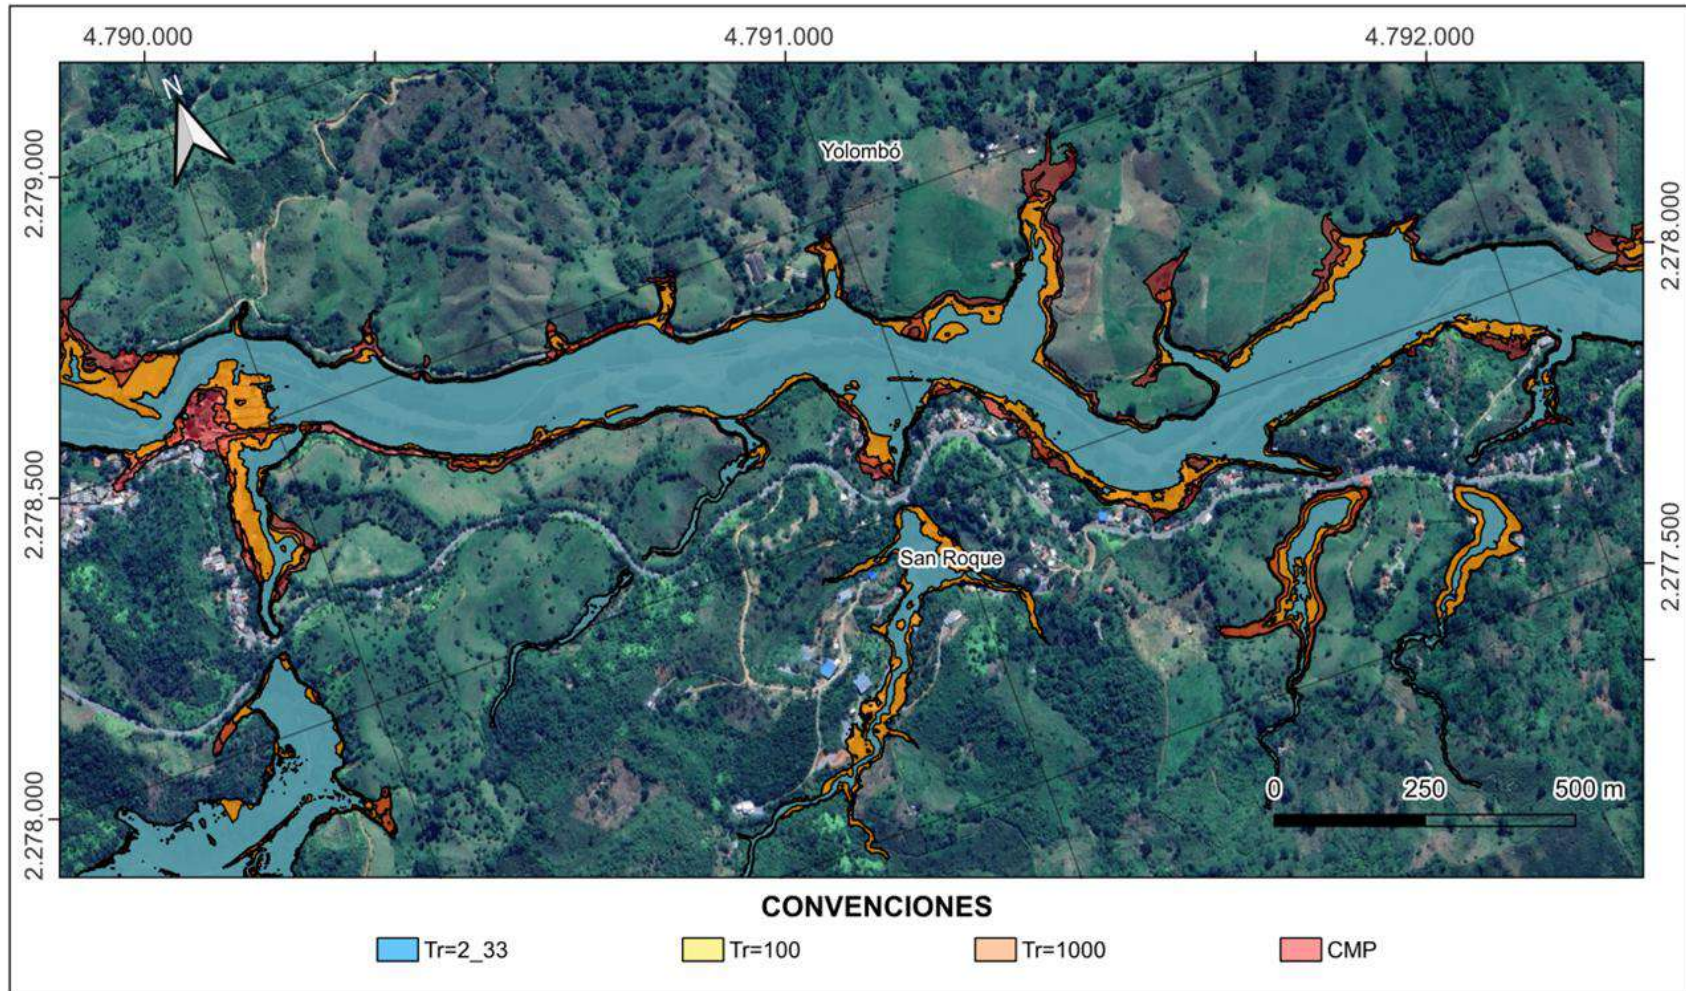 4.790.000 4.791.000 4.792.000
N
Yolombó
2.279.000
2.278.000
2.278.500
San Roque
2.277.500
2.278.000
0 250 500 m
CONVENCIONES
Tr=2_33 Tr=100 Tr=1000 CMP